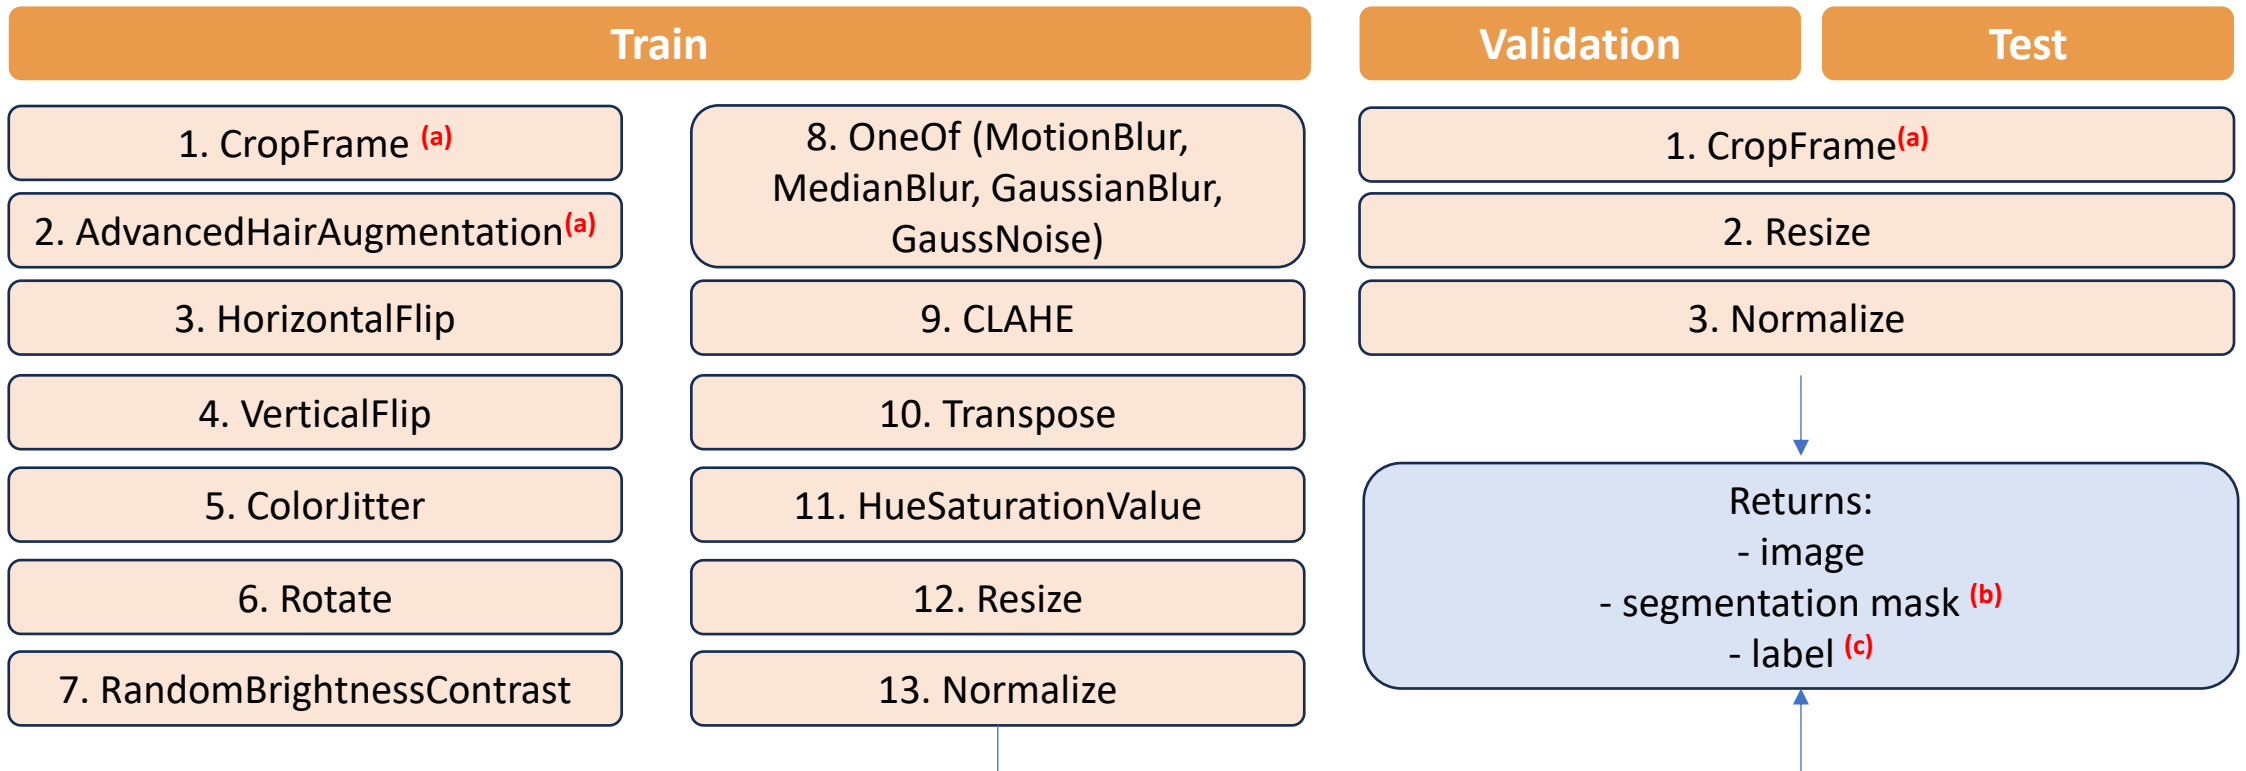 Train
1. CropFrame (a)
2. AdvancedHairAugmentation(a)
3. HorizontalFlip
4. VerticalFlip
5. ColorJitter
6. Rotate
7. RandomBrightnessContrast
8. OneOf (MotionBlur,
MedianBlur, GaussianBlur,
GaussNoise)
9. CLAHE
10. Transpose
11. HueSaturationValue
12. Resize
13. Normalize
Validation
Test
1. CropFrame(a)
2. Resize
3. Normalize
Returns:
- image
- segmentation mask (b)
- label (c)